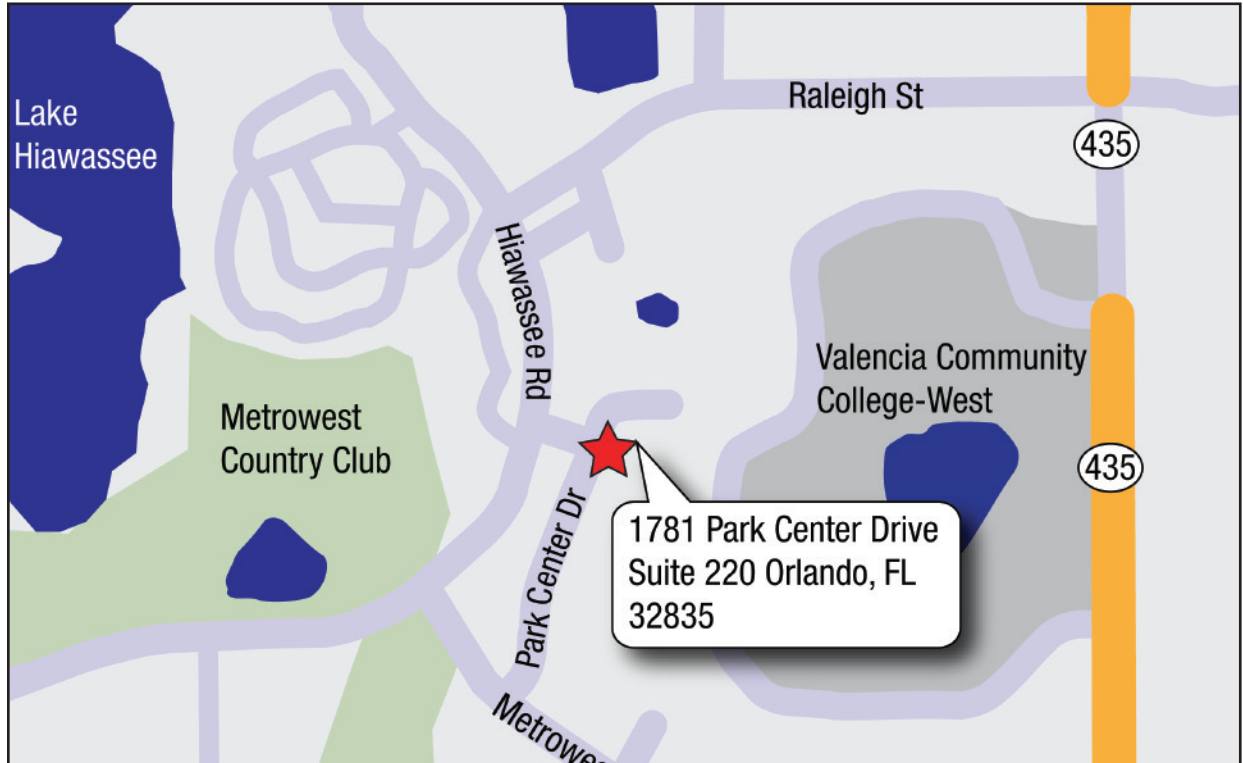 Lake
Hiawassee
Raleigh St
435
Hiawassee Rd
Valencia Community
College-West
Metrowest
Country Club
435
1781 Park Center Drive
Suite 220 Orlando, FL
32835
Park Center Dr
Metrowes